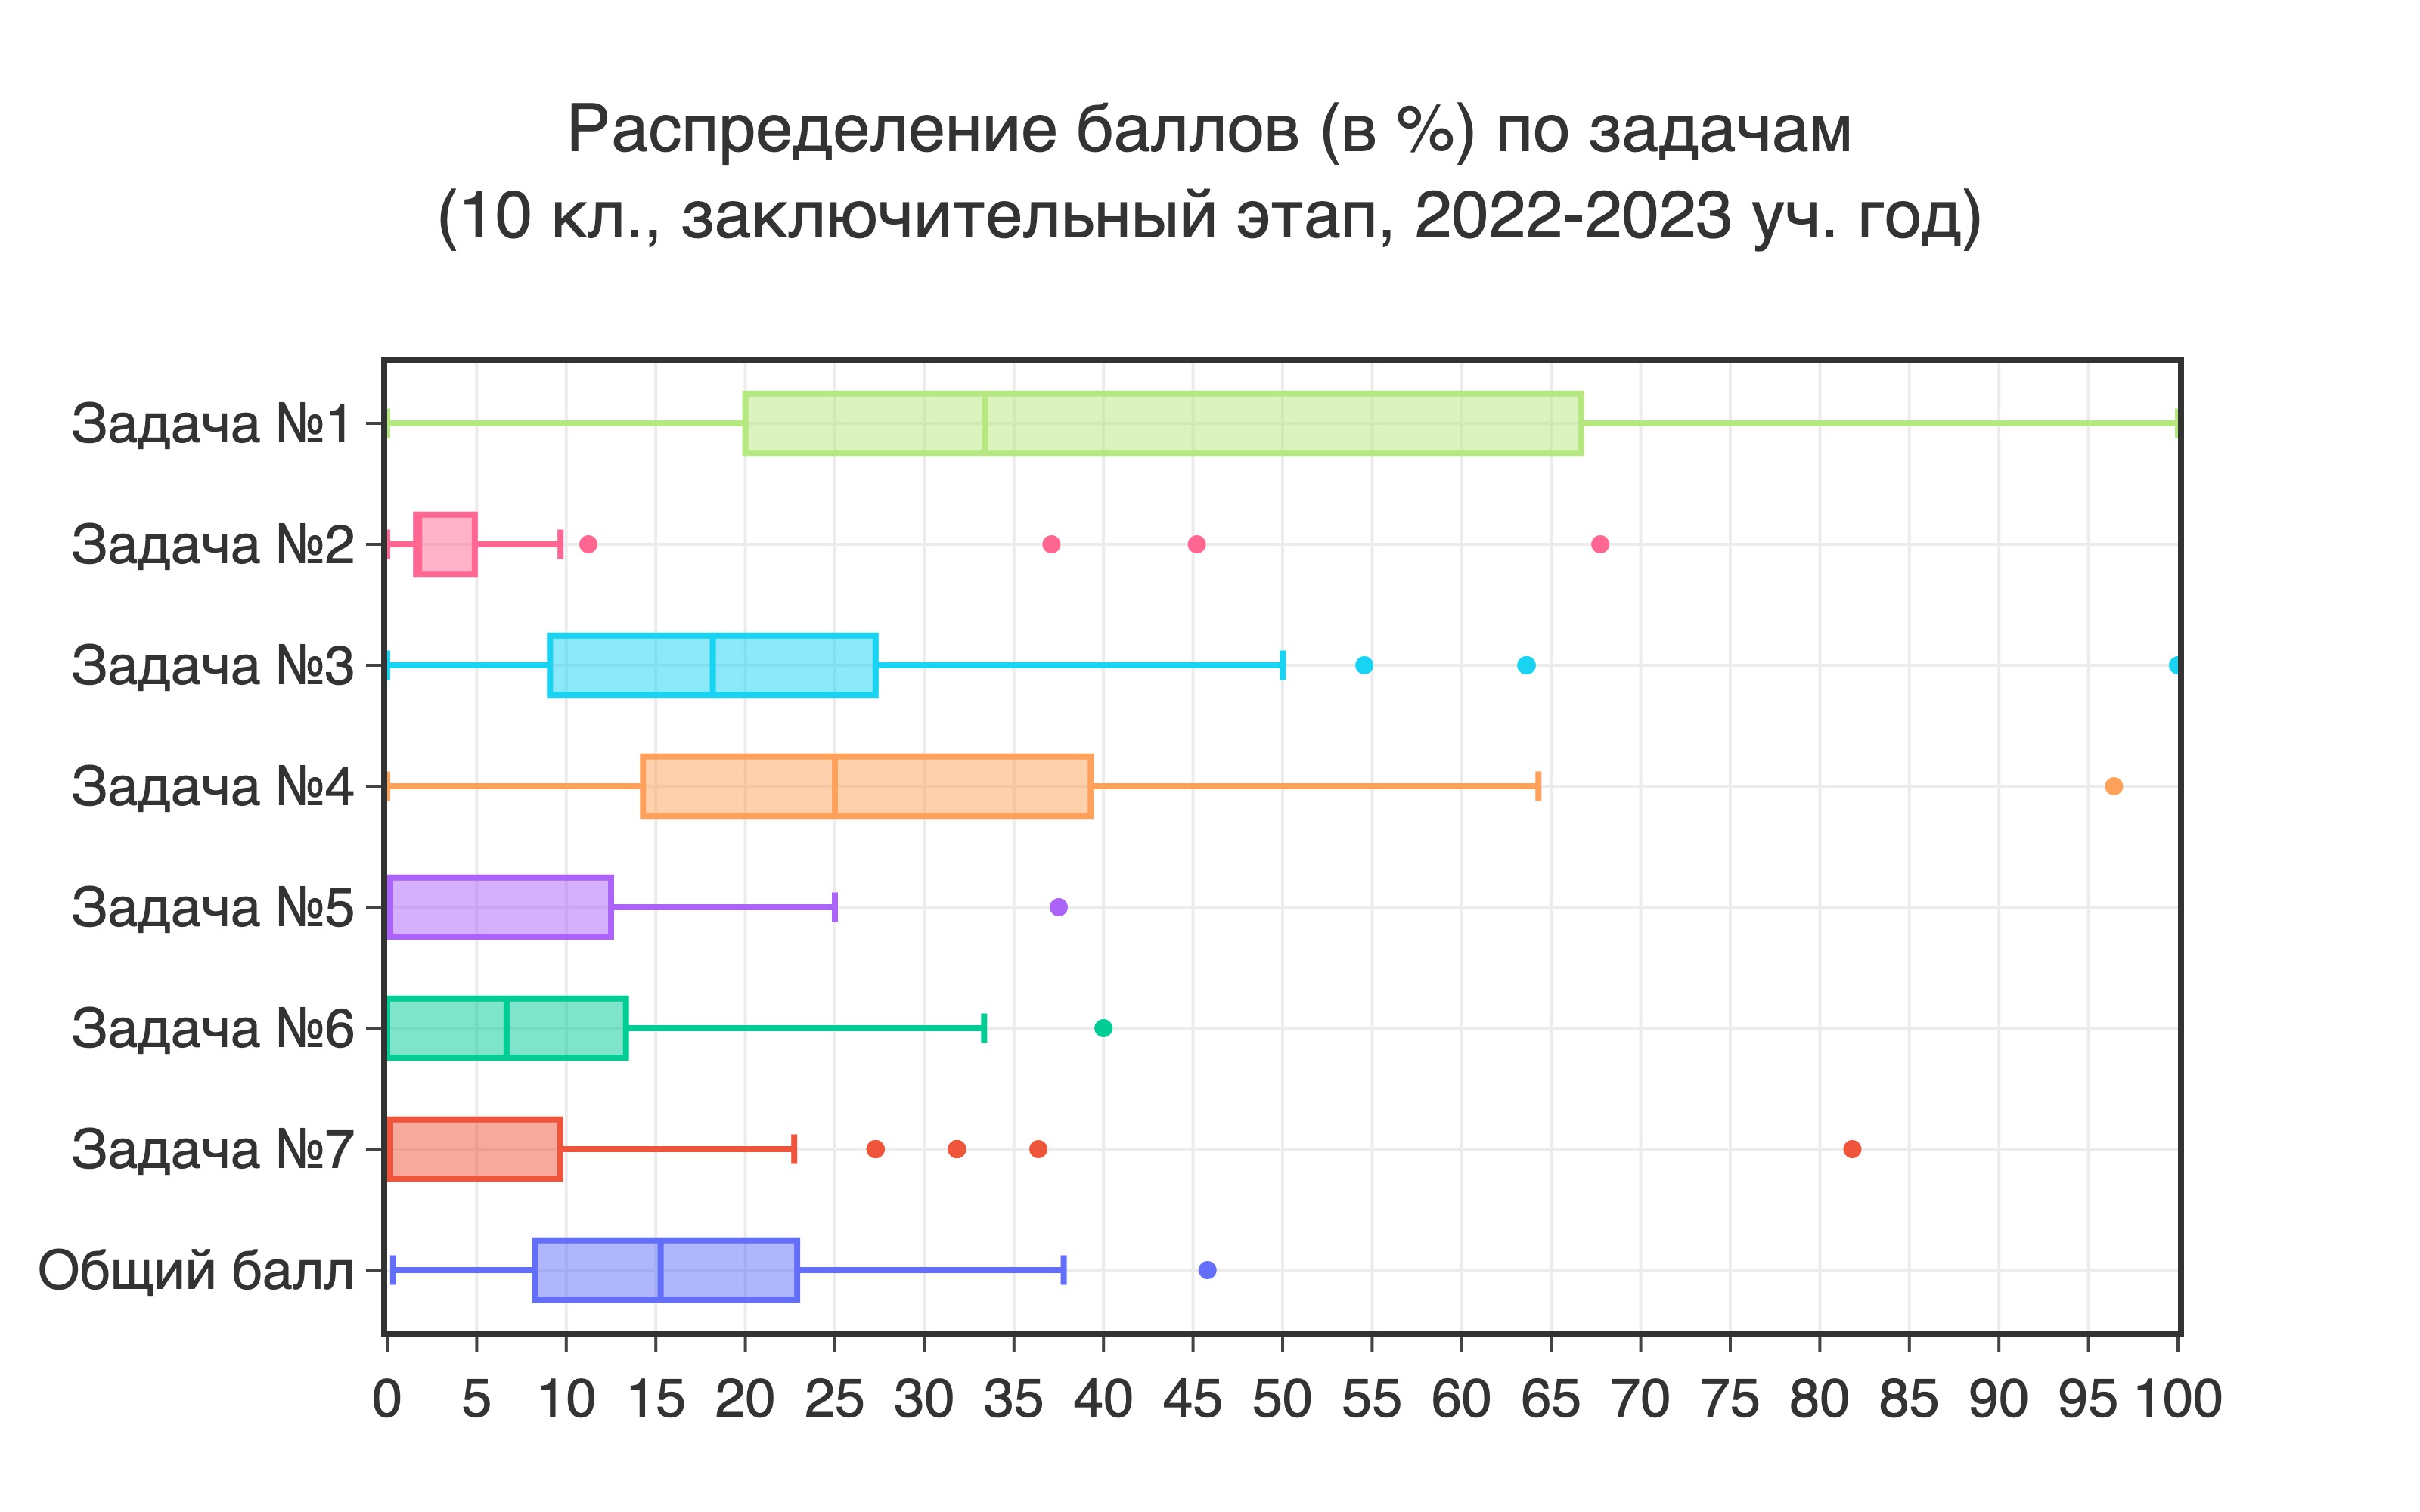 Распределение баллов (в %) по задачам
(10 кл., заключительный этап, 2022-2023 уч. год)
Задача №1
Задача №2
Задача №3
Задача №4
Задача №5
Задача №6
Задача №7
Общий балл
0 5 10 15 20 25 30 35 40 45 50 55 60 65 70 75 80 85 90 95 100